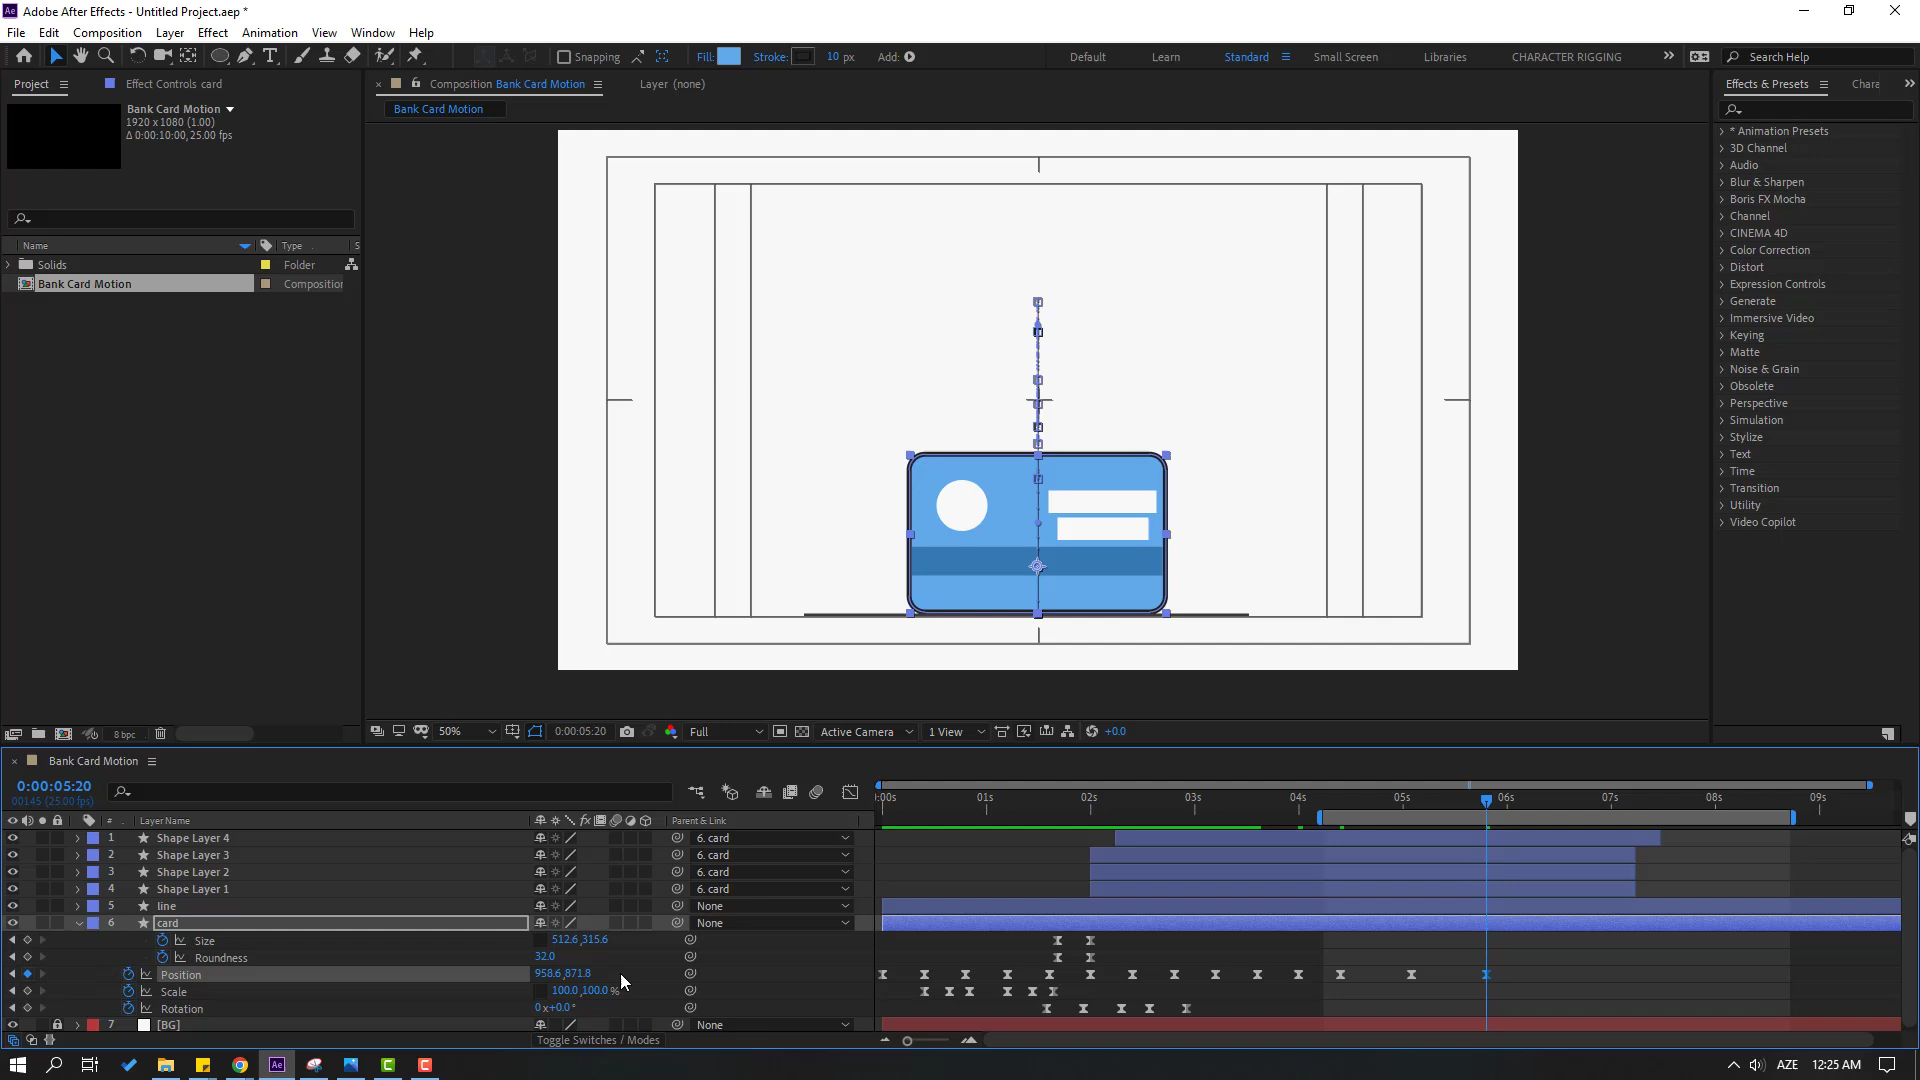 Ae Adobe After Effects - Untitled Project.aep *
File Edit Composition Layer Effect Animation View Window Help
Snapping Fill: Stroke: 10 px Add: Default Learn Standard Small Screen Libraries CHARACTER RIGGING Search Help
Project Effect Controls card
Bank Card Motion
1920 x 1080 (1.00)
Δ 0:00:10:00, 25.00 fps
Name Type S
Solids Folder
Bank Card Motion Composition
8 bpc
Composition Bank Card Motion Layer (none)
Bank Card Motion
50% 0:00:05:20 Full Active Camera 1 View +0.0
Effects & Presets Chara
* Animation Presets
3D Channel
Audio
Blur & Sharpen
Boris FX Mocha
Channel
CINEMA 4D
Color Correction
Distort
Expression Controls
Generate
Immersive Video
Keying
Matte
Noise & Grain
Obsolete
Perspective
Simulation
Stylize
Text
Time
Transition
Utility
Video Copilot
Bank Card Motion
0:00:05:20
00145 (25.00 fps)
:00s 01s 02s 03s 04s 05s 06s 07s 08s 09s
# Layer Name fx Parent & Link
1 Shape Layer 4 6. card
2 Shape Layer 3 6. card
3 Shape Layer 2 6. card
4 Shape Layer 1 6. card
5 line None
6 card None
Size 512.6,315.6
Roundness 32.0
Position 958.6,871.8
Scale 100.0,100.0 %
Rotation 0x+0.0°
7 [BG] None
Toggle Switches / Modes
Ae C C AZE 12:25 AM